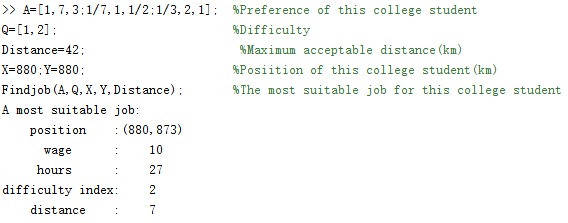 >> A=[1,7,3;1/7,1,1/2;1/3,2,1]; %Preference of this college student
Q=[1,2]; %Difficulty
Distance=42; %Maximum acceptable distance(km)
X=880;Y=880; %Posiition of this college student(km)
Findjob(A,Q,X,Y,Distance); %The most suitable job for this college student
A most suitable job:
position :(880,873)
wage : 10
hours : 27
difficulty index: 2
distance : 7